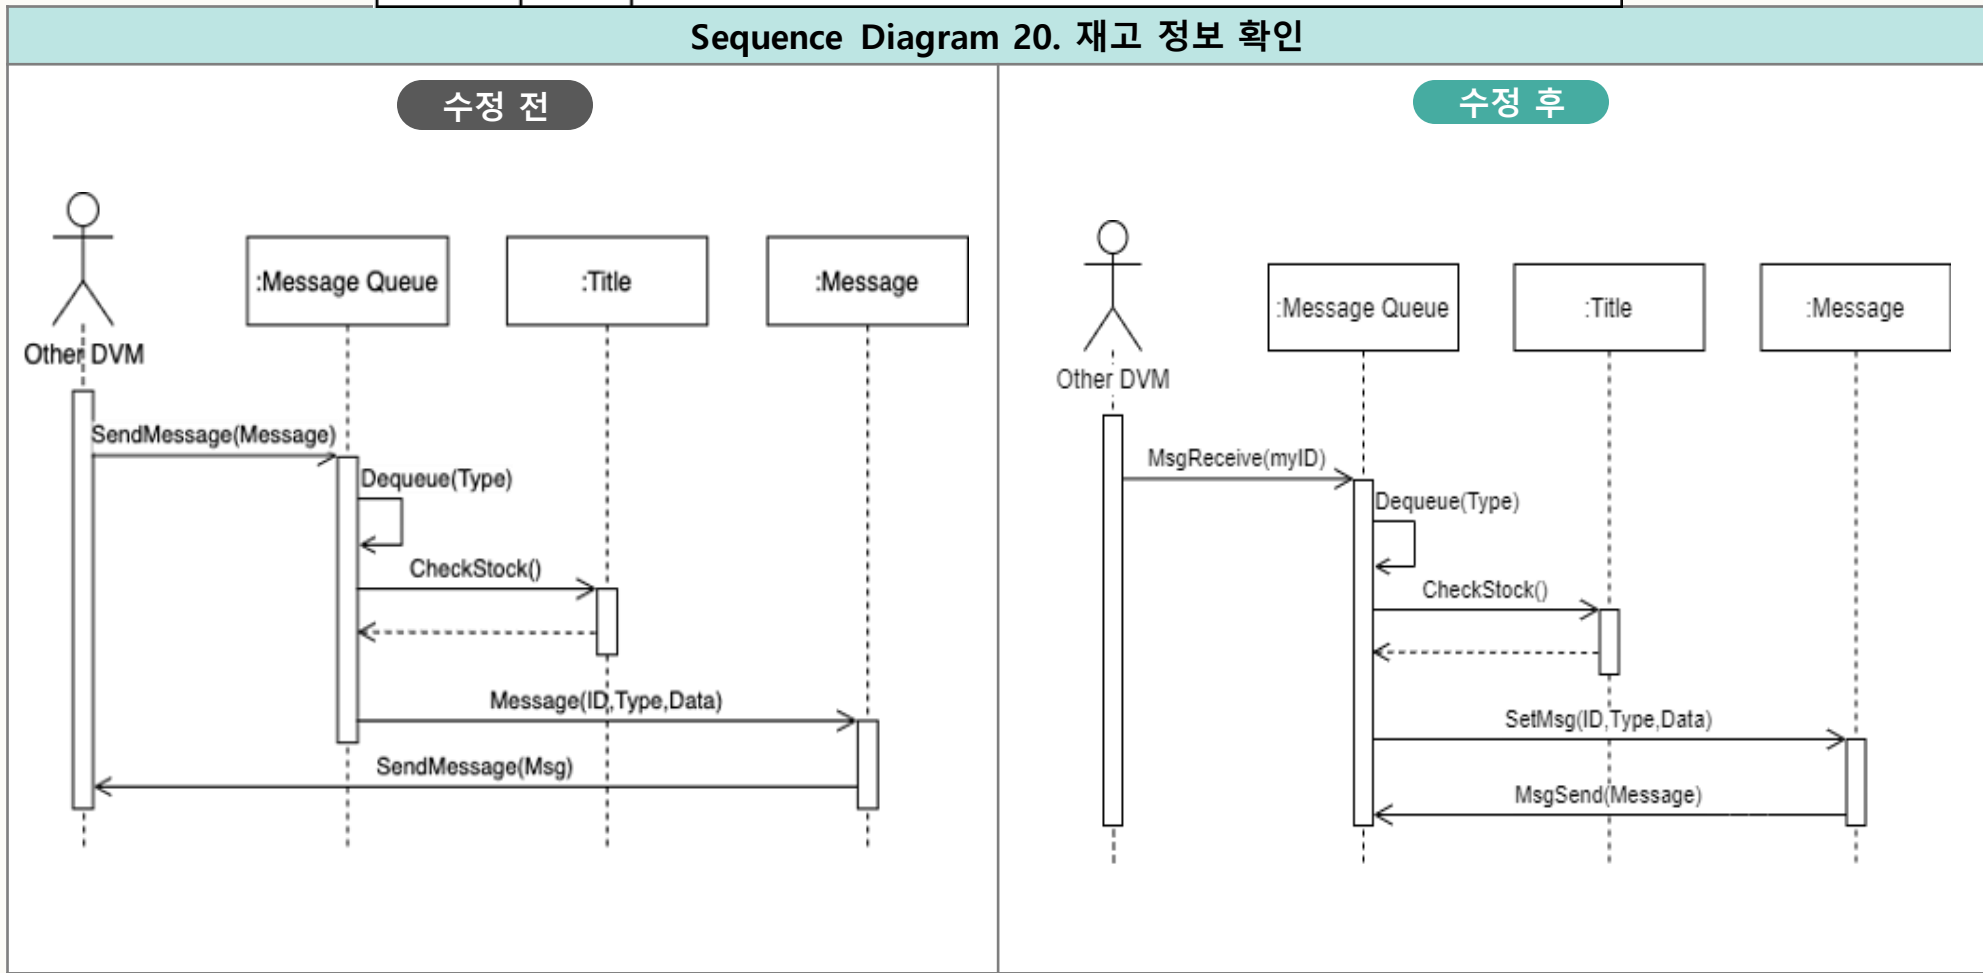 Sequence Diagram 20. 재고 정보 확인
수정 전
:Message Queue
:Title
:Message
Other DVM
SendMessage(Message)
Dequeue(Type)
CheckStock()
Message(ID,Type,Data)
SendMessage(Msg)
수정 후
:Message Queue
:Title
:Message
Other DVM
MsgReceive(myID)
Dequeue(Type)
CheckStock()
SetMsg(ID,Type,Data)
MsgSend(Message)